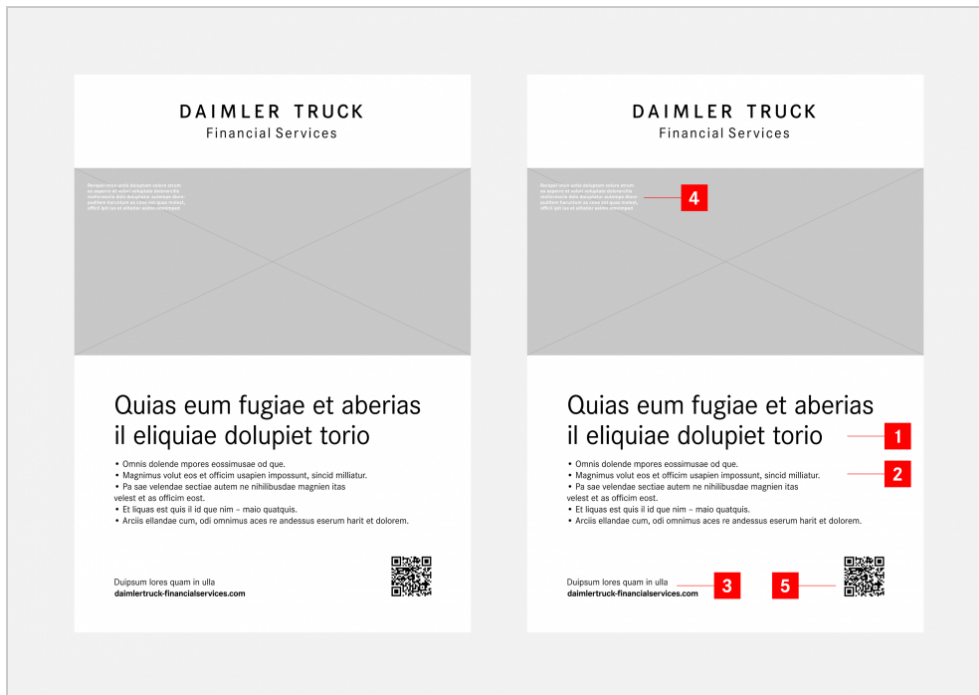 DAIMLER TRUCK
Financial Services
Quias eum fugiae et aberias
il eliquiae dolupiet torio
• Omnis dolende mpores eossimusae od que.
• Magnimus volut eos et officim usapien impossunt, sincid milliatur.
• Pa sae velendae sectiae autem ne nihilibusdae magnien itas
velest et as officim eost.
• Et liquas est quis il id que nim – maio quatquis.
• Arciis ellandae cum, odi omnimus aces re andessus eserum harit et dolorem.
Duipsum lores quam in ulla
daimlertruck-financialservices.com
DAIMLER TRUCK
Financial Services
4
Quias eum fugiae et aberias
il eliquiae dolupiet torio
1
• Omnis dolende mpores eossimusae od que.
• Magnimus volut eos et officim usapien impossunt, sincid milliatur.
2
• Pa sae velendae sectiae autem ne nihilibusdae magnien itas
velest et as officim eost.
• Et liquas est quis il id que nim – maio quatquis.
• Arciis ellandae cum, odi omnimus aces re andessus eserum harit et dolorem.
Duipsum lores quam in ulla
daimlertruck-financialservices.com
3
5